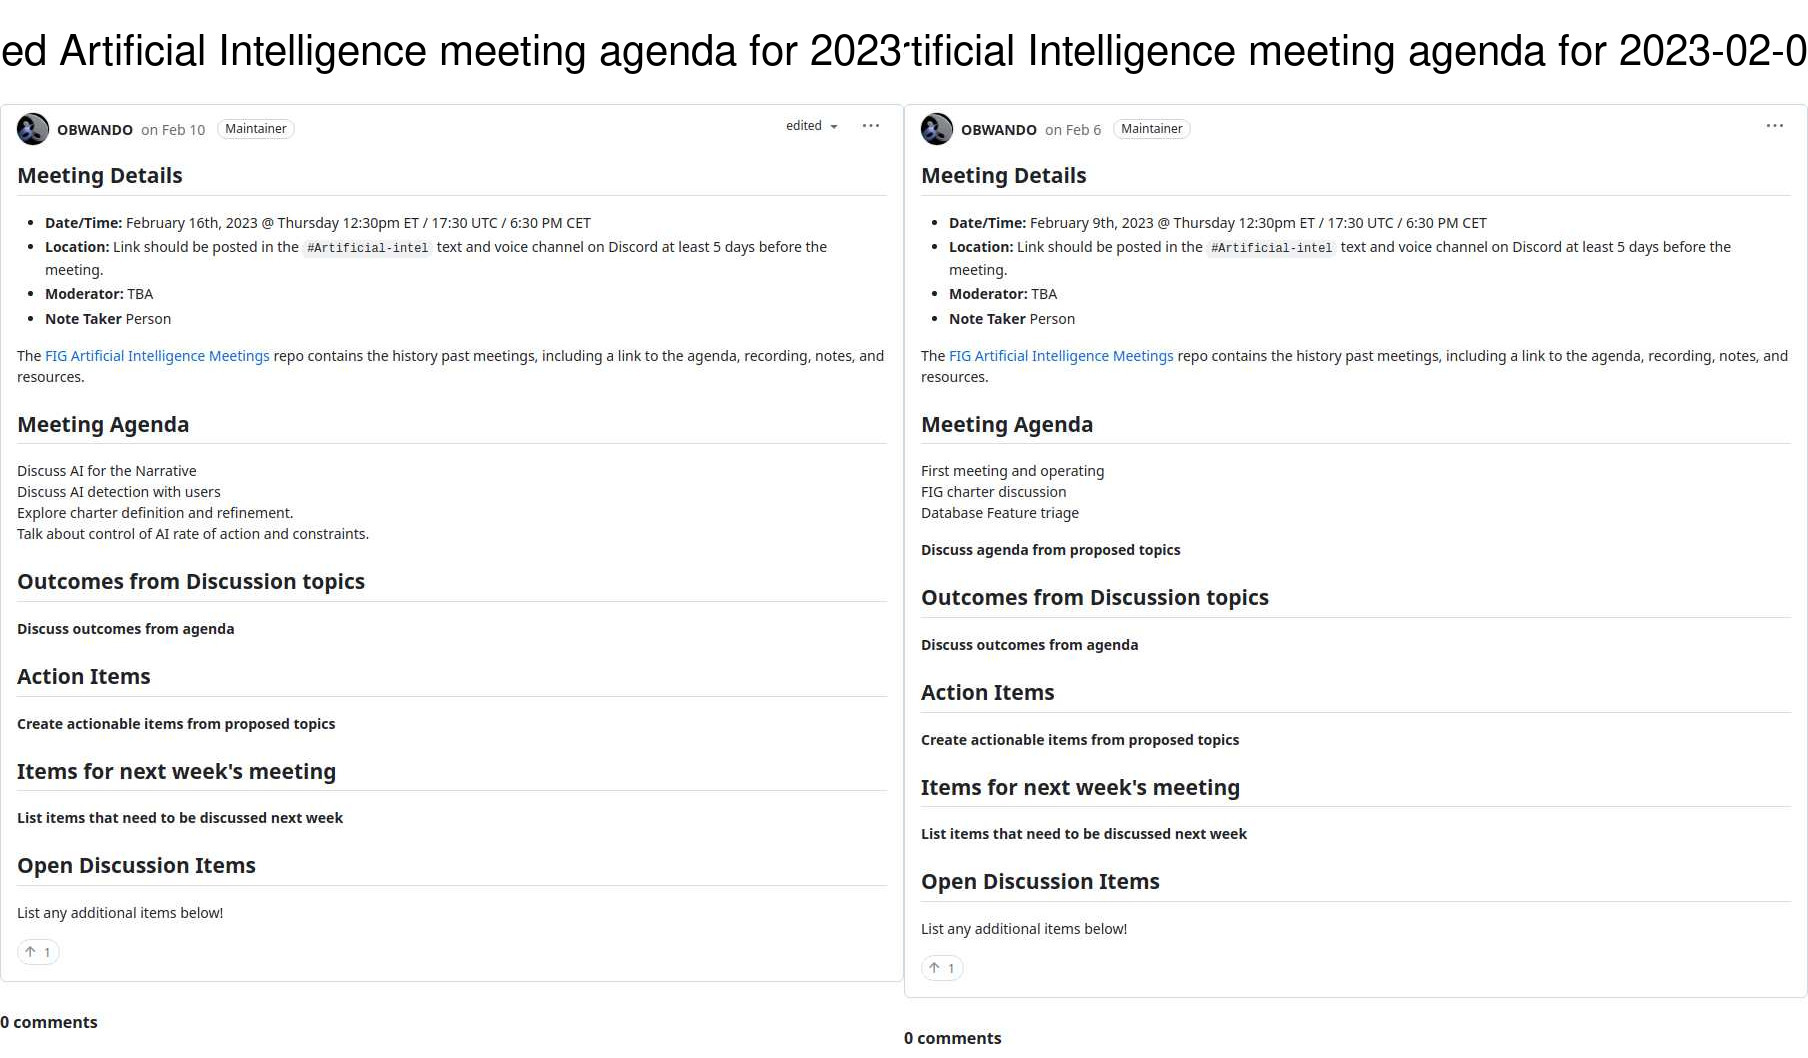 ed Artificial Intelligence meeting agenda for 2023
OBWANDO on Feb 10 Maintainer edited
Meeting Details
Date/Time: February 16th, 2023 @ Thursday 12:30pm ET / 17:30 UTC / 6:30 PM CET
Location: Link should be posted in the #Artificial-intel text and voice channel on Discord at least 5 days before the
meeting.
Moderator: TBA
Note Taker Person
The FIG Artificial Intelligence Meetings repo contains the history past meetings, including a link to the agenda, recording, notes, and
resources.
Meeting Agenda
Discuss AI for the Narrative
Discuss AI detection with users
Explore charter definition and refinement.
Talk about control of AI rate of action and constraints.
Outcomes from Discussion topics
Discuss outcomes from agenda
Action Items
Create actionable items from proposed topics
Items for next week's meeting
List items that need to be discussed next week
Open Discussion Items
List any additional items below!
1
0 comments
tificial Intelligence meeting agenda for 2023-02-0
OBWANDO on Feb 6 Maintainer
Meeting Details
Date/Time: February 9th, 2023 @ Thursday 12:30pm ET / 17:30 UTC / 6:30 PM CET
Location: Link should be posted in the #Artificial-intel text and voice channel on Discord at least 5 days before the
meeting.
Moderator: TBA
Note Taker Person
The FIG Artificial Intelligence Meetings repo contains the history past meetings, including a link to the agenda, recording, notes, and
resources.
Meeting Agenda
First meeting and operating
FIG charter discussion
Database Feature triage
Discuss agenda from proposed topics
Outcomes from Discussion topics
Discuss outcomes from agenda
Action Items
Create actionable items from proposed topics
Items for next week's meeting
List items that need to be discussed next week
Open Discussion Items
List any additional items below!
1
0 comments